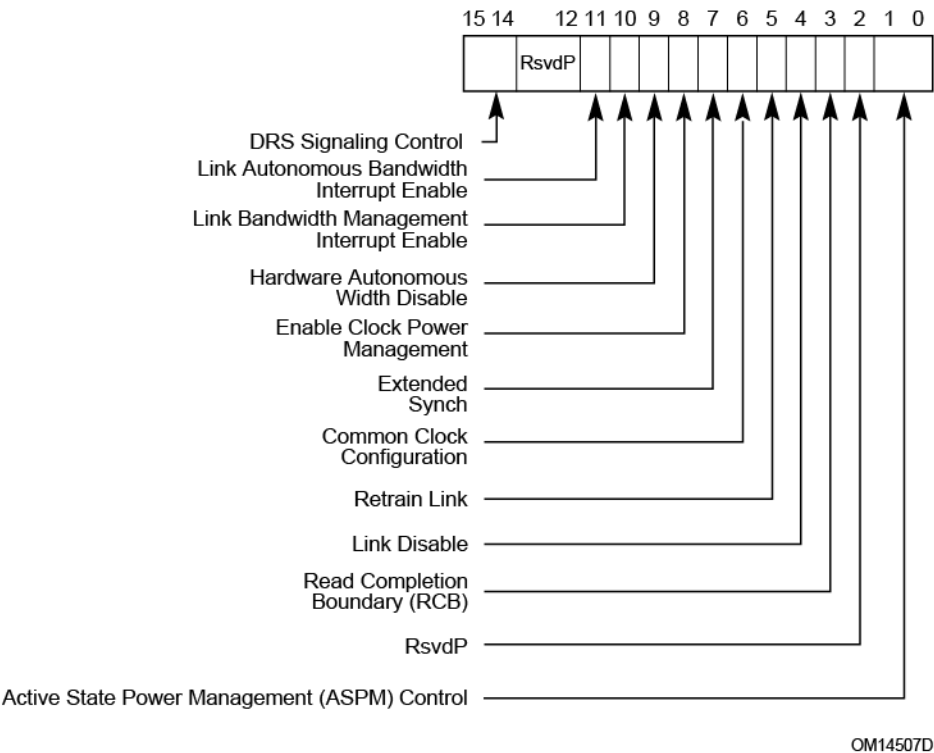 15 14 12 11 10 9 8 7 6 5 4 3 2 1 0
RsvdP
DRS Signaling Control
Link Autonomous Bandwidth
Interrupt Enable
Link Bandwidth Management
Interrupt Enable
Hardware Autonomous
Width Disable
Enable Clock Power
Management
Extended
Synch
Common Clock
Configuration
Retrain Link
Link Disable
Read Completion
Boundary (RCB)
RsvdP
Active State Power Management (ASPM) Control
OM14507D